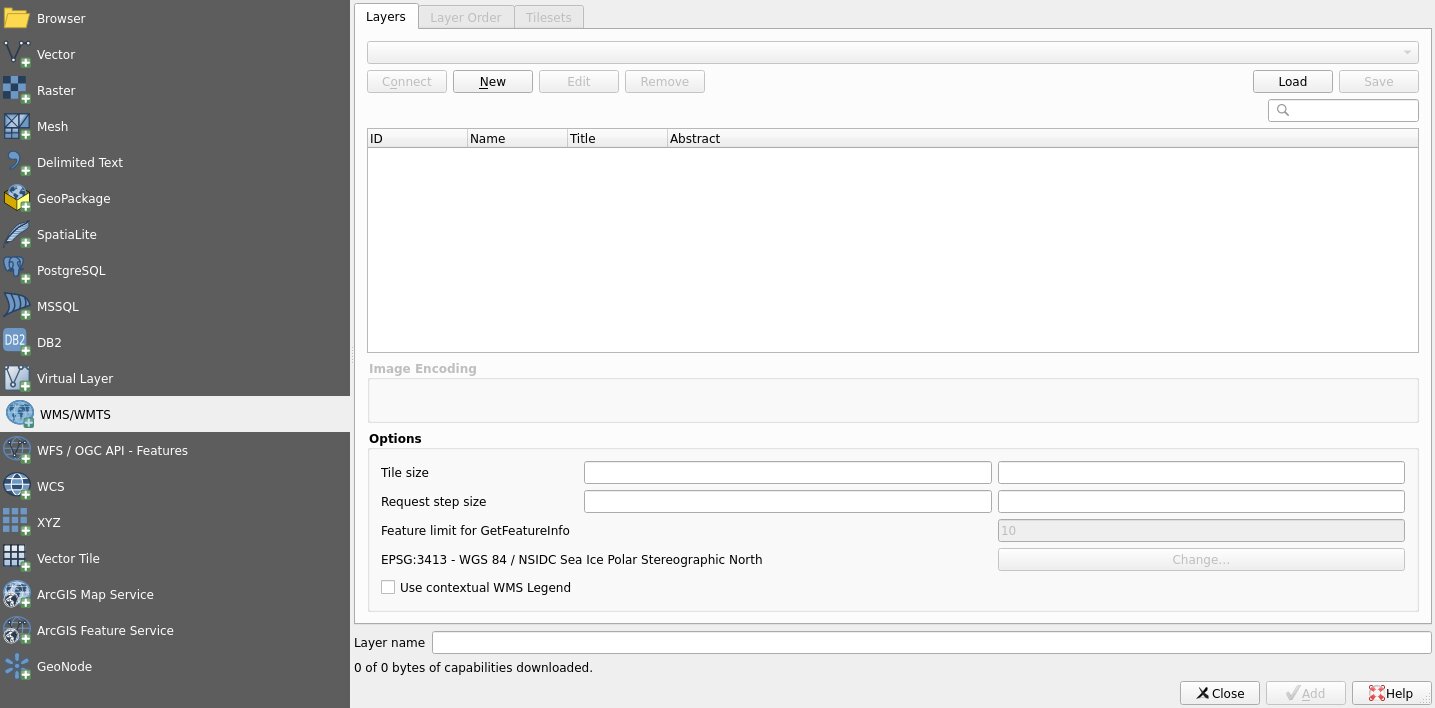 Browser
Vector
Raster
Mesh
Delimited Text
GeoPackage
SpatiaLite
PostgreSQL
MSSQL
DB2
DB2
Virtual Layer
WMS/WMTS
WFS / OGC API - Features
WCS
XYZ
Vector Tile
ArcGIS Map Service
ArcGIS Feature Service
GeoNode
Layers Layer Order Tilesets
Connect New Edit Remove Load Save
ID Name Title Abstract
Image Encoding
Options
Tile size
Request step size
Feature limit for GetFeatureInfo 10
EPSG:3413 - WGS 84 / NSIDC Sea Ice Polar Stereographic North Change...
Use contextual WMS Legend
Layer name
0 of 0 bytes of capabilities downloaded.
Close Add Help